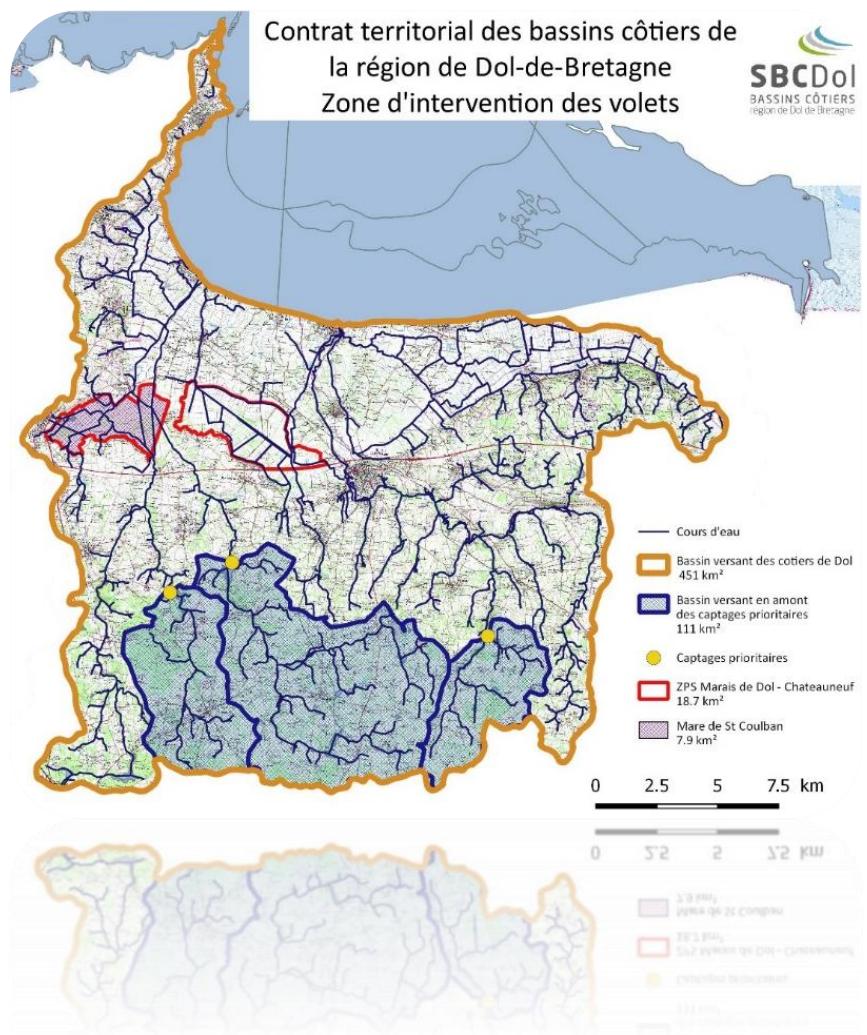 Contrat territorial des bassins côtiers de
la région de Dol-de-Bretagne
Zone d'intervention des volets
SBCDol
BASSINS CÔTIERS
région de Dol de Bretagne
Cours d'eau
Bassin versant des cotiers de Dol
451 km²
Bassin versant en amont
des captages prioritaires
111 km²
Captages prioritaires
ZPS Marais de Dol - Chateauneuf
18.7 km²
Mare de St Coulban
7.9 km²
0 2.5 5 7.5 km